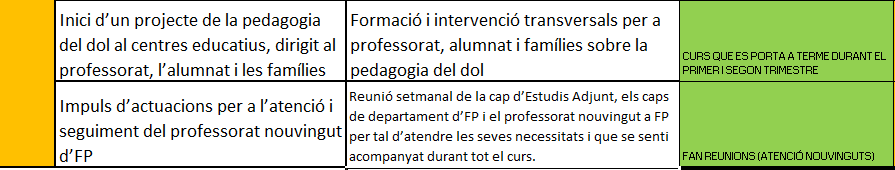 Inici d'un projecte de la pedagogia
del dol al centres educatius, dirigit al
professorat, l'alumnat i les famílies
Formació i intervenció transversals per a
professorat, alumnat i famílies sobre la
pedagogia del dol
CURS QUE ES PORTA A TERME DURANT EL
PRIMER I SEGON TRIMESTRE
Impuls d'actuacions per a l'atenció i
seguiment del professorat nouvingut
d'FP
Reunió setmanal de la cap d'Estudis Adjunt, els caps
de departament d'FP i el professorat nouvingut a FP
per tal d'atendre les seves necessitats i que se senti
acompanyat durant tot el curs.
FAN REUNIONS (ATENCIÓ NOUVINGUTS)